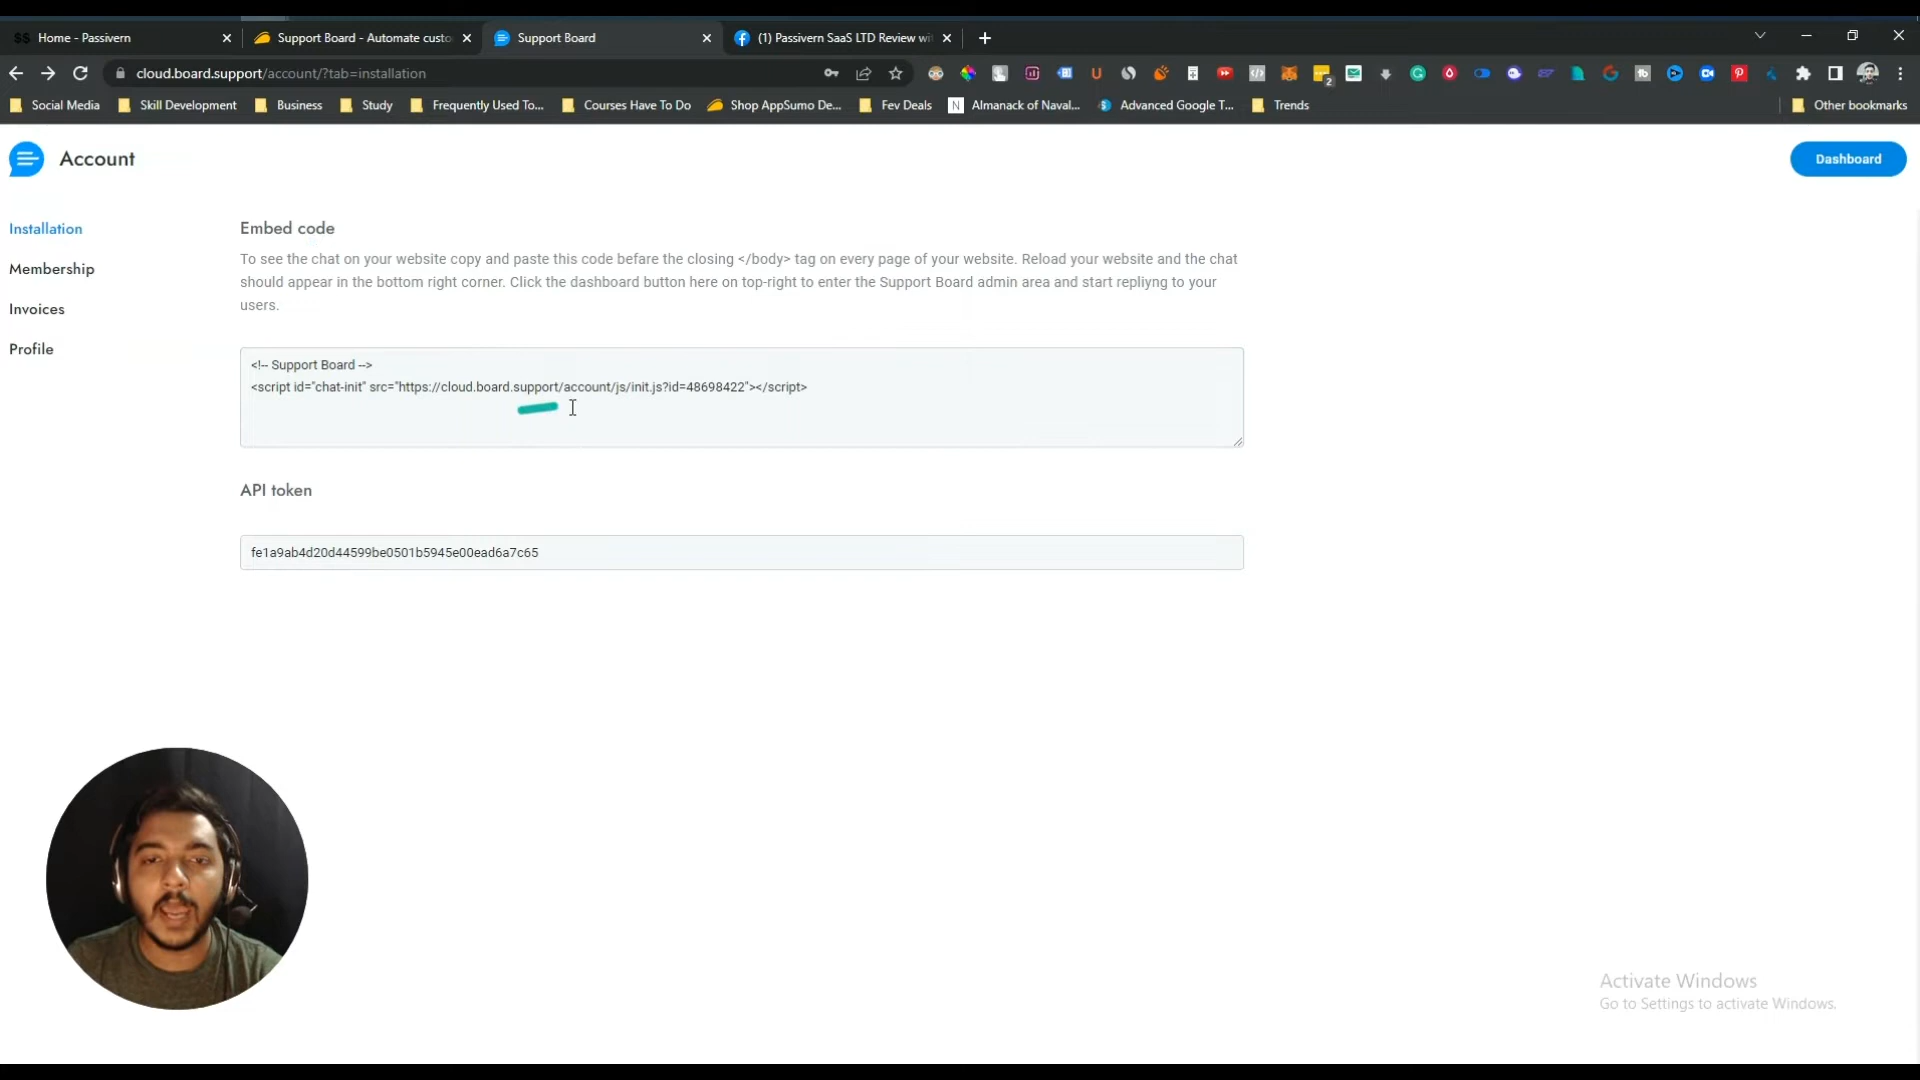 $$ Home - Passivern
Support Board - Automate custo
Support Board
(1) Passivern SaaS LTD Review wi
cloud.board.support/account/?tab=installation
Social Media
Skill Development
Business
Study
Frequently Used To...
Courses Have To Do
Shop AppSumo De...
Fev Deals
Almanack of Naval...
Advanced Google T...
Trends
Other bookmarks
Account
Dashboard
Installation
Membership
Invoices
Profile
Embed code
To see the chat on your website copy and paste this code befare the closing </body> tag on every page of your website. Reload your website and the chat
should appear in the bottom right corner. Click the dashboard button here on top-right to enter the Support Board admin area and start repliyng to your
users.
<!-- Support Board -->
<script id="chat-init" src="https://cloud.board.support/account/js/init.js?id=48698422"></script>
API token
fe1a9ab4d20d44599be0501b5945e00ead6a7c65
Activate Windows
Go to Settings to activate Windows.